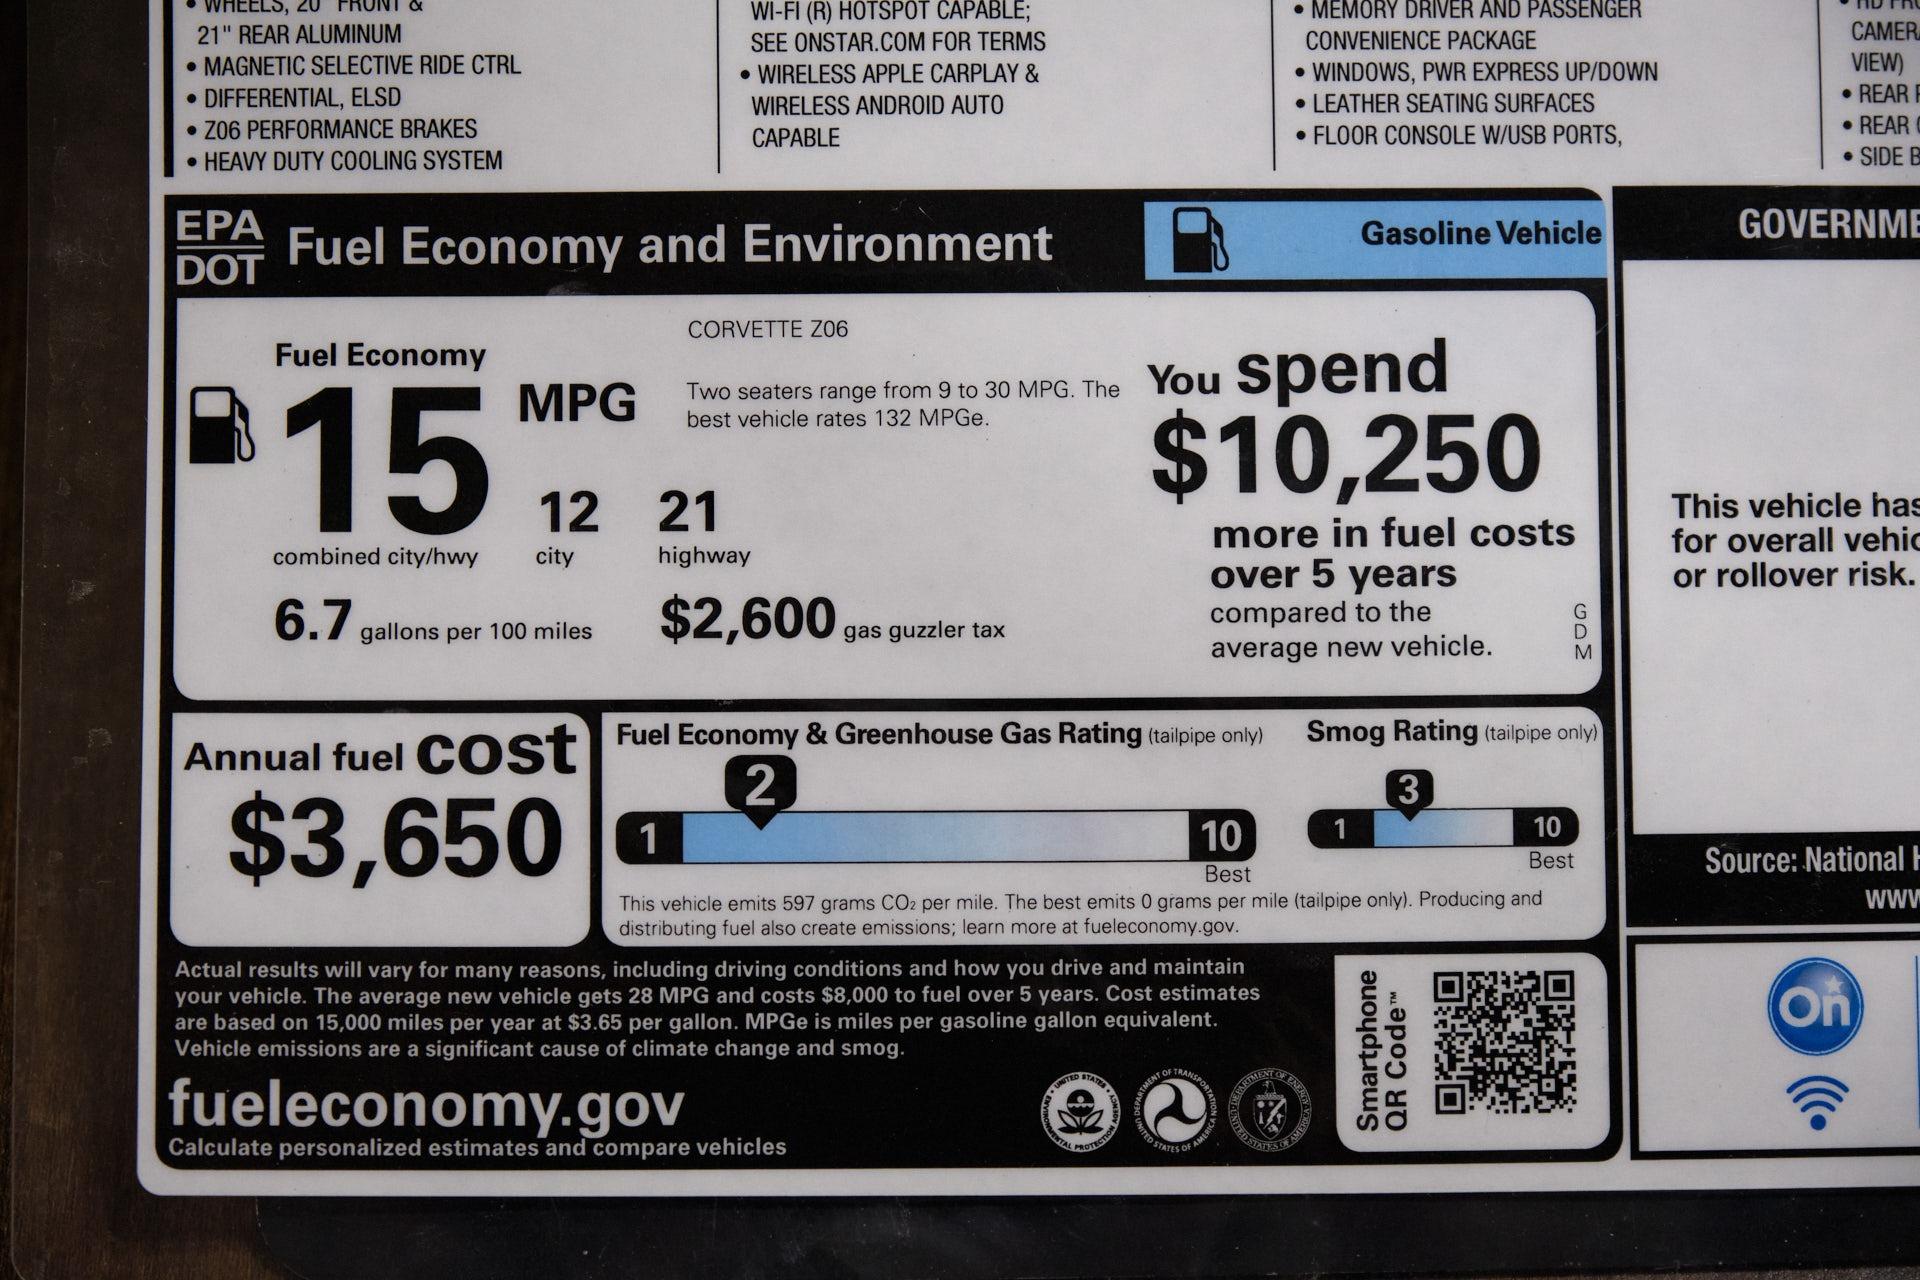 • WHEELS, 20" FRONT &
21" REAR ALUMINUM
• MAGNETIC SELECTIVE RIDE CTRL
• DIFFERENTIAL, ELSD
• Z06 PERFORMANCE BRAKES
• HEAVY DUTY COOLING SYSTEM
WI-FI (R) HOTSPOT CAPABLE;
SEE ONSTAR.COM FOR TERMS
• WIRELESS APPLE CARPLAY &
WIRELESS ANDROID AUTO
CAPABLE
• MEMORY DRIVER AND PASSENGER
CONVENIENCE PACKAGE
• WINDOWS, PWR EXPRESS UP/DOWN
• LEATHER SEATING SURFACES
• FLOOR CONSOLE W/USB PORTS,
• HD
VIEW)
• REAR
• REAR
• SIDE
EPA
DOT
Fuel Economy and Environment
Gasoline Vehicle
Fuel Economy
15 MPG
combined city/hwy
12
city
21
highway
CORVETTE Z06
Two seaters range from 9 to 30 MPG. The
best vehicle rates 132 MPGe.
6.7 gallons per 100 miles
$2,600 gas guzzler tax
You spend
$10,250
more in fuel costs
over 5 years
compared to the
average new vehicle.
G
D
M
Annual fuel cost
$3,650
Fuel Economy & Greenhouse Gas Rating (tailpipe only)
2
1 10
Best
Smog Rating (tailpipe only)
3
1 10
Best
This vehicle emits 597 grams CO₂ per mile. The best emits 0 grams per mile (tailpipe only). Producing and
distributing fuel also create emissions; learn more at fueleconomy.gov.
Actual results will vary for many reasons, including driving conditions and how you drive and maintain
your vehicle. The average new vehicle gets 28 MPG and costs $8,000 to fuel over 5 years. Cost estimates
are based on 15,000 miles per year at $3.65 per gallon. MPGe is miles per gasoline gallon equivalent.
Vehicle emissions are a significant cause of climate change and smog.
fueleconomy.gov
Calculate personalized estimates and compare vehicles
Smartphone
QR Code™
This vehicle has
for overall vehic
or rollover risk.
Source: National
On